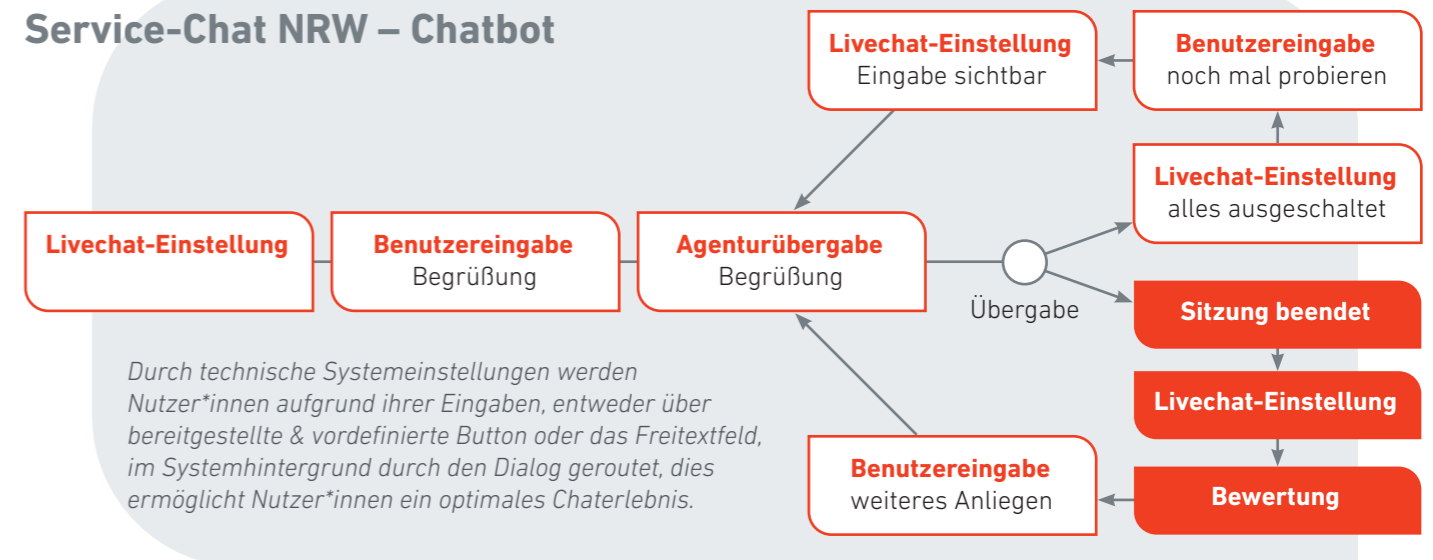 Service-Chat NRW – Chatbot
Livechat-Einstellung
Eingabe sichtbar
Benutzereingabe
noch mal probieren
Livechat-Einstellung
alles ausgeschaltet
Livechat-Einstellung
Benutzereingabe
Begrüßung
Agenturübergabe
Begrüßung
Übergabe
Sitzung beendet
Livechat-Einstellung
Bewertung
Benutzereingabe
weiteres Anliegen
Durch technische Systemeinstellungen werden
Nutzer*innen aufgrund ihrer Eingaben, entweder über
bereitgestellte & vordefinierte Button oder das Freitextfeld,
im Systemhintergrund durch den Dialog geroutet, dies
ermöglicht Nutzer*innen ein optimales Chaterlebnis.